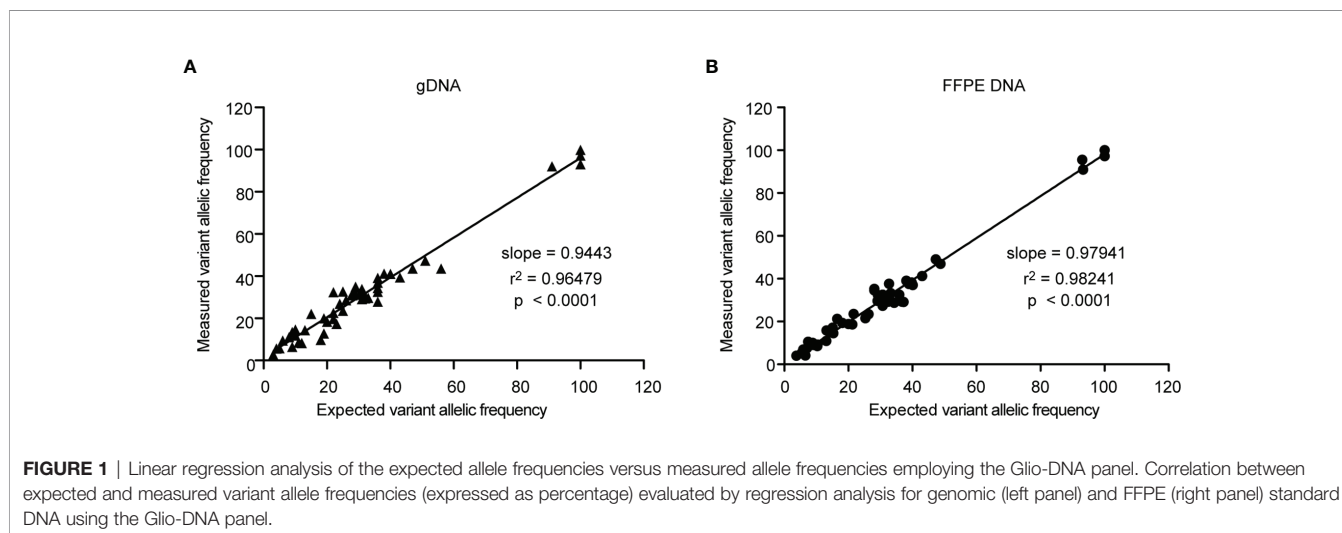 A
gDNA
Measured variant allelic frequency
120
100
80
60
40
20
0
slope = 0.9443
r² = 0.96479
p < 0.0001
0 20 40 60 80 100 120
Expected variant allelic frequency
B
FFPE DNA
Measured variant allelic frequency
120
100
80
60
40
20
0
slope = 0.97941
r² = 0.98241
p < 0.0001
0 20 40 60 80 100 120
Expected variant allelic frequency
FIGURE 1 | Linear regression analysis of the expected allele frequencies versus measured allele frequencies employing the Glio-DNA panel. Correlation between
expected and measured variant allele frequencies (expressed as percentage) evaluated by regression analysis for genomic (left panel) and FFPE (right panel) standard
DNA using the Glio-DNA panel.